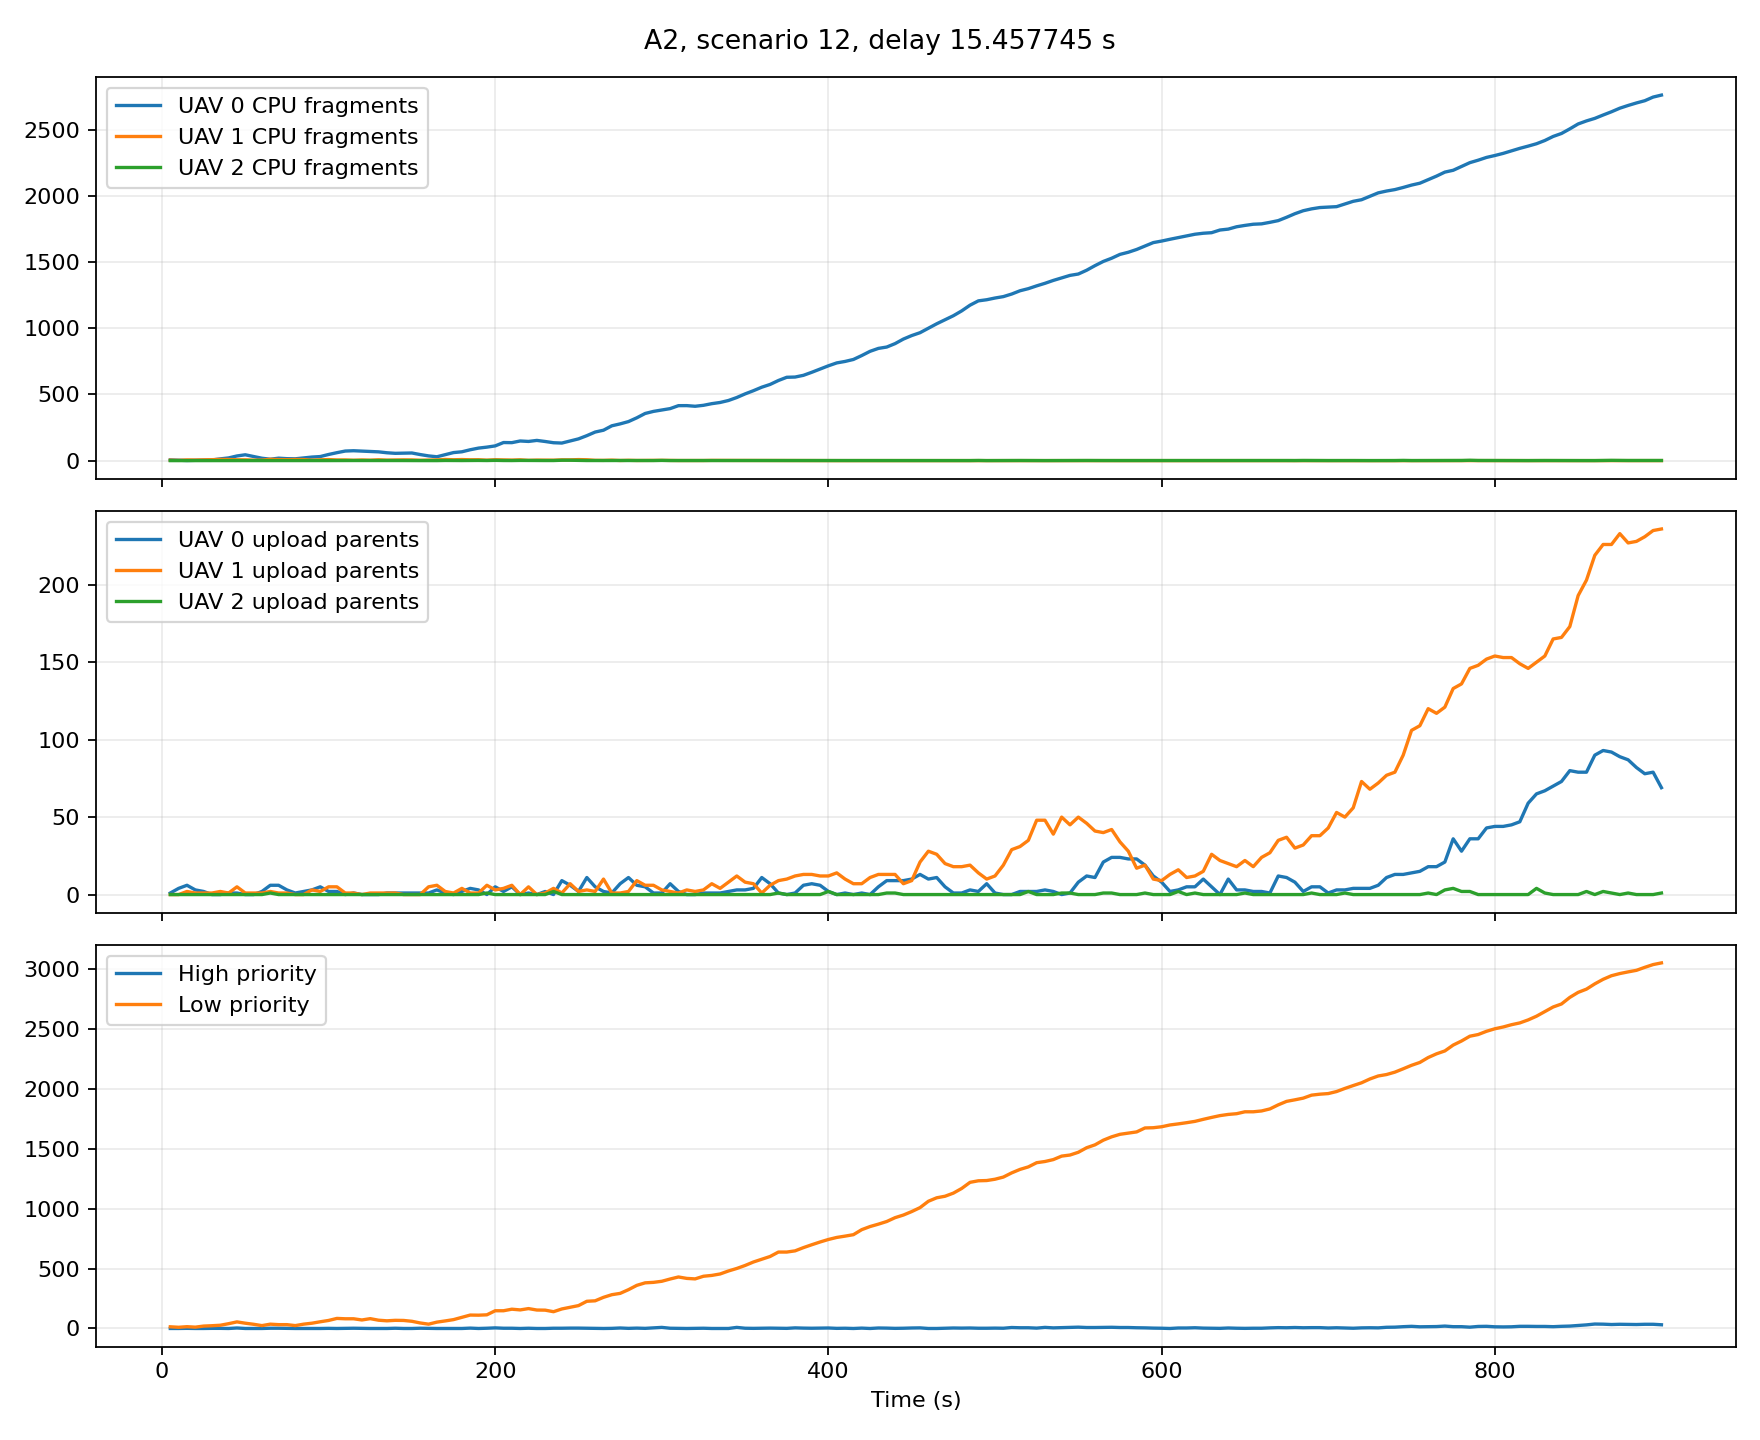 A2, scenario 12, delay 15.457745 s
UAV 0 CPU fragments
UAV 1 CPU fragments
UAV 2 CPU fragments
2500
2000
1500
1000
500
0
UAV 0 upload parents
UAV 1 upload parents
UAV 2 upload parents
200
150
100
50
0
High priority
Low priority
3000
2500
2000
1500
1000
500
0
0 200 400 600 800
Time (s)